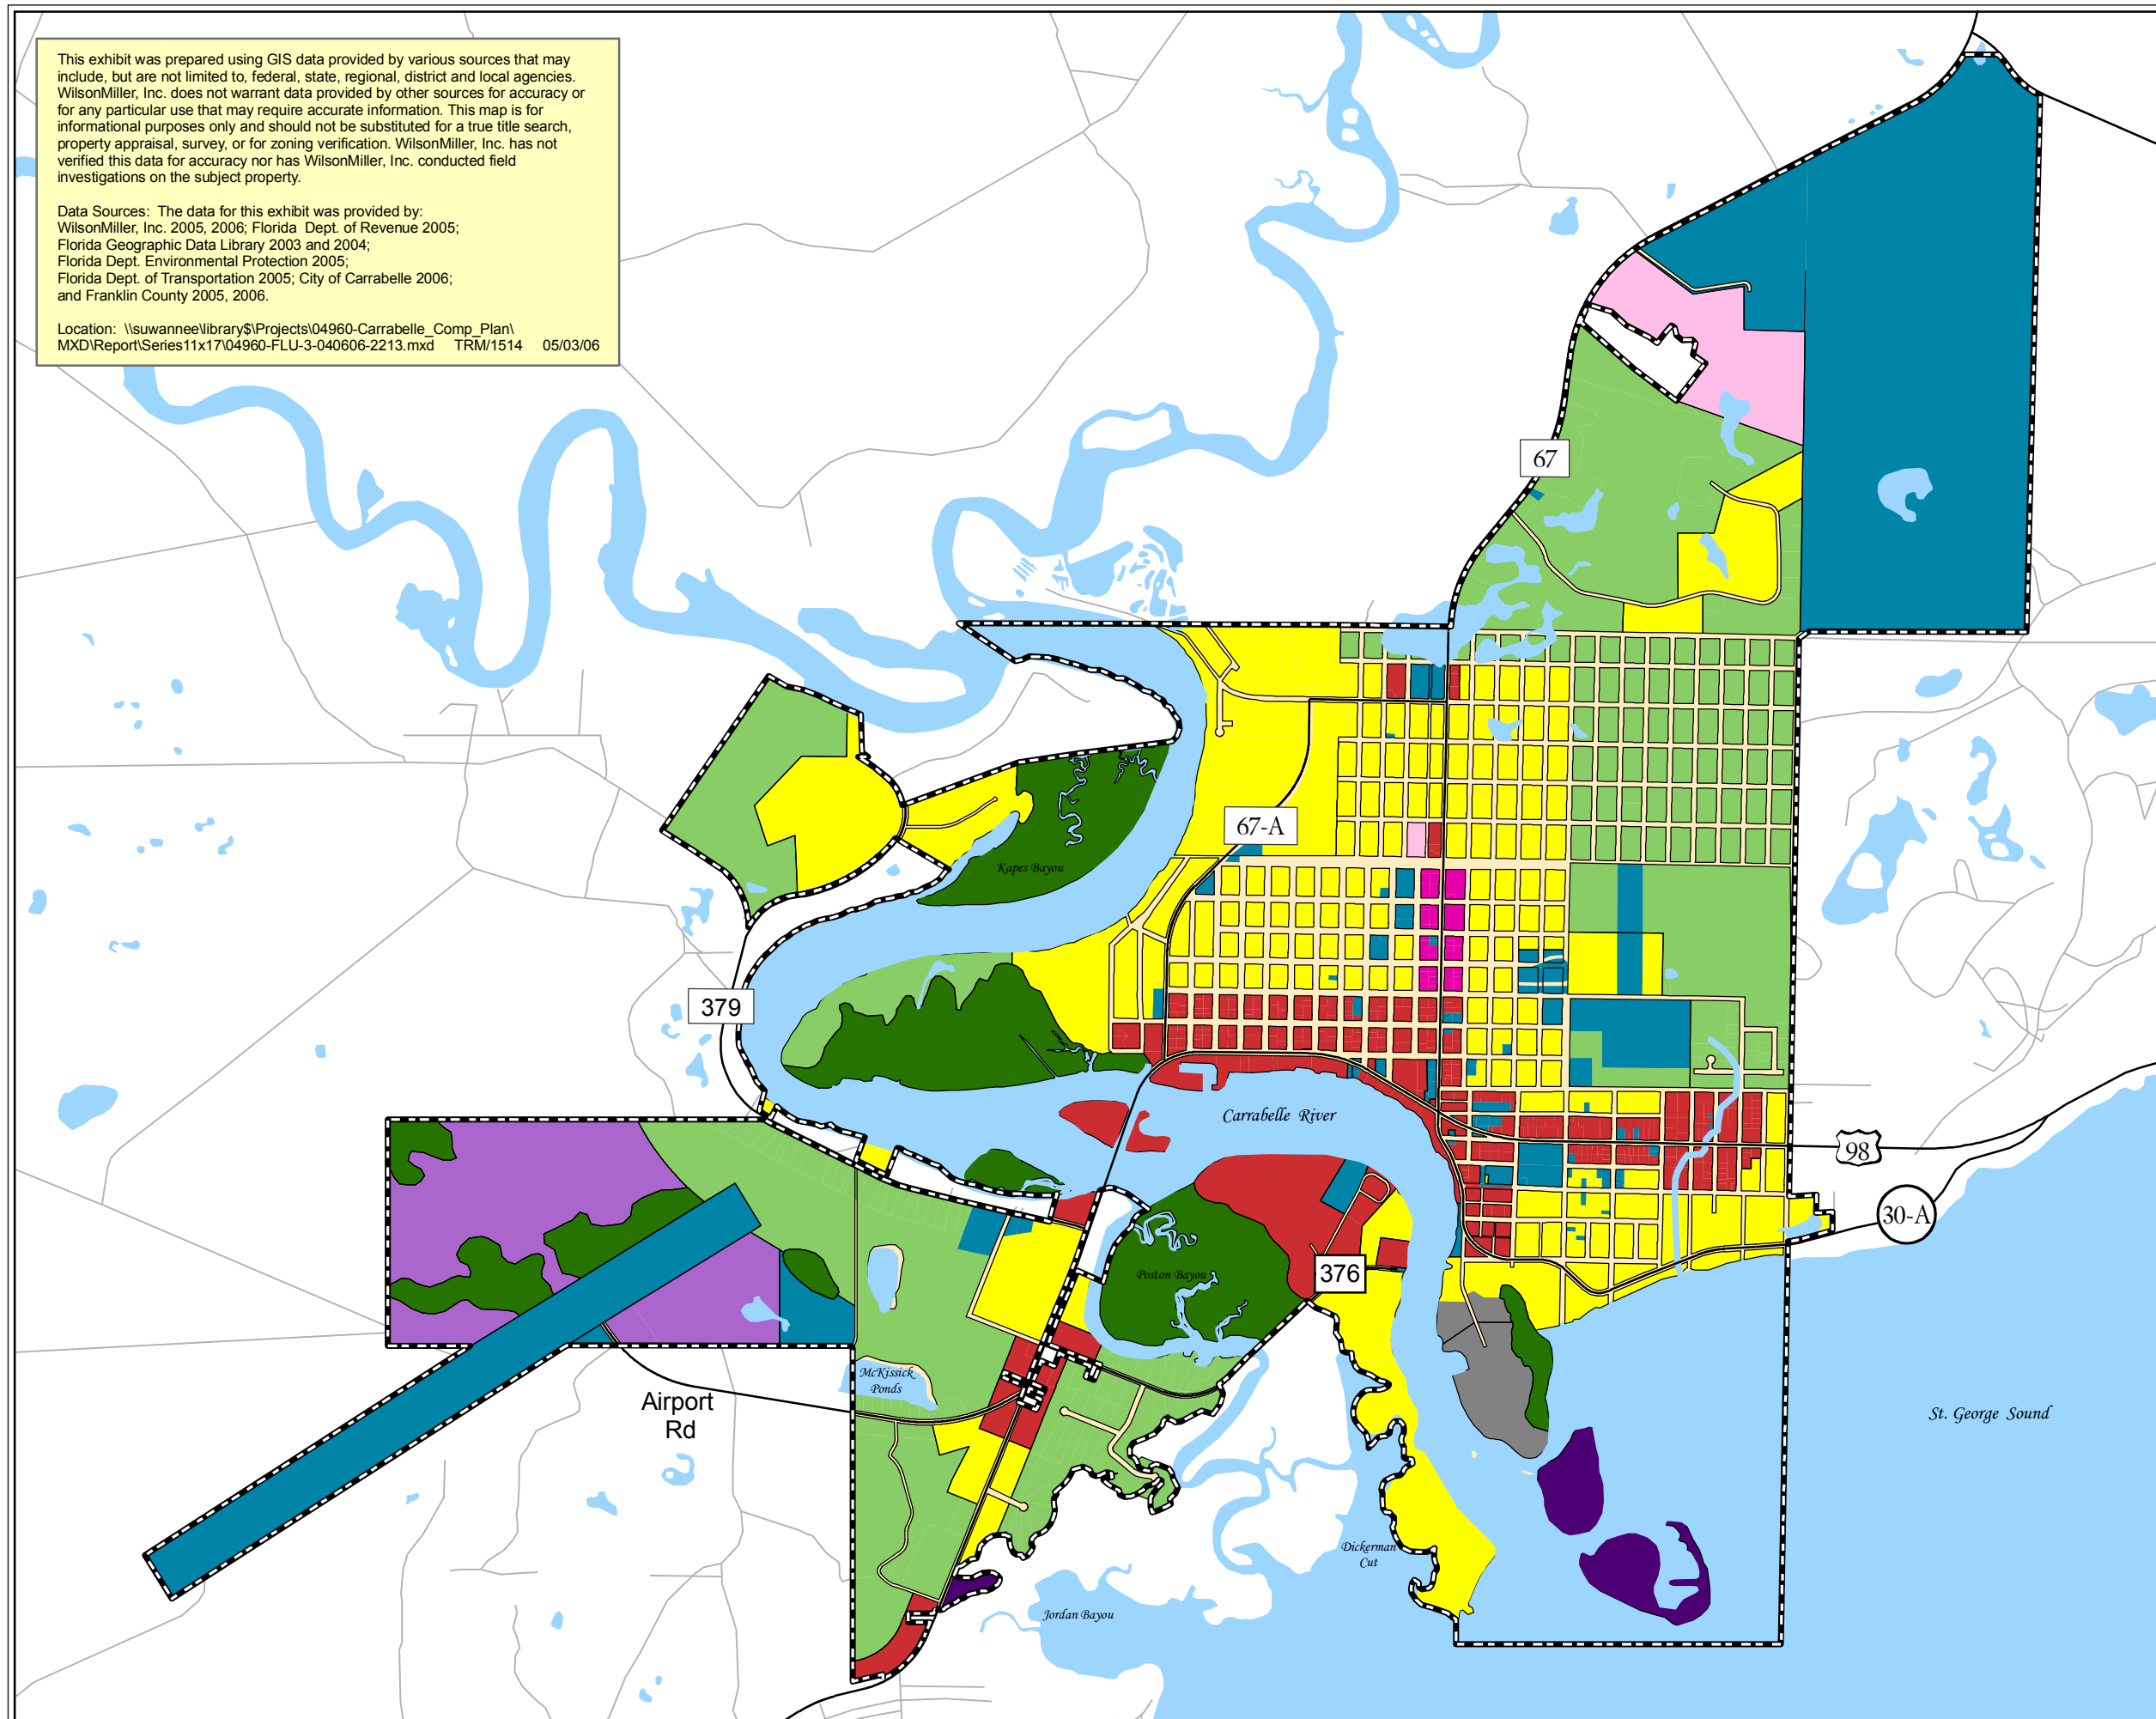 This exhibit was prepared using GIS data provided by various sources that may
include, but are not limited to, federal, state, regional, district and local agencies.
WilsonMiller, Inc. does not warrant data provided by other sources for accuracy or
for any particular use that may require accurate information. This map is for
informational purposes only and should not be substituted for a true title search,
property appraisal, survey, or for zoning verification. WilsonMiller, Inc. has not
verified this data for accuracy nor has WilsonMiller, Inc. conducted field
investigations on the subject property.
Data Sources:  The data for this exhibit was provided by:
WilsonMiller, Inc. 2005, 2006; Florida  Dept. of Revenue 2005;
Florida Geographic Data Library 2003 and 2004;
Florida Dept. Environmental Protection 2005;
Florida Dept. of Transportation 2005; City of Carrabelle 2006;
and Franklin County 2005, 2006.
Location:  \\suwannee\library$\Projects\04960-Carrabelle_Comp_Plan\
MXD\Report\Series11x17\04960-FLU-3-040606-2213.mxd    TRM/1514    05/03/06
67
67-A
Kapes Bayou
379
Carrabelle River
98
30-A
Poston Bayou
376
McKissick
Ponds
Airport
Rd
St. George Sound
Dickerman
Cut
Jordan Bayou